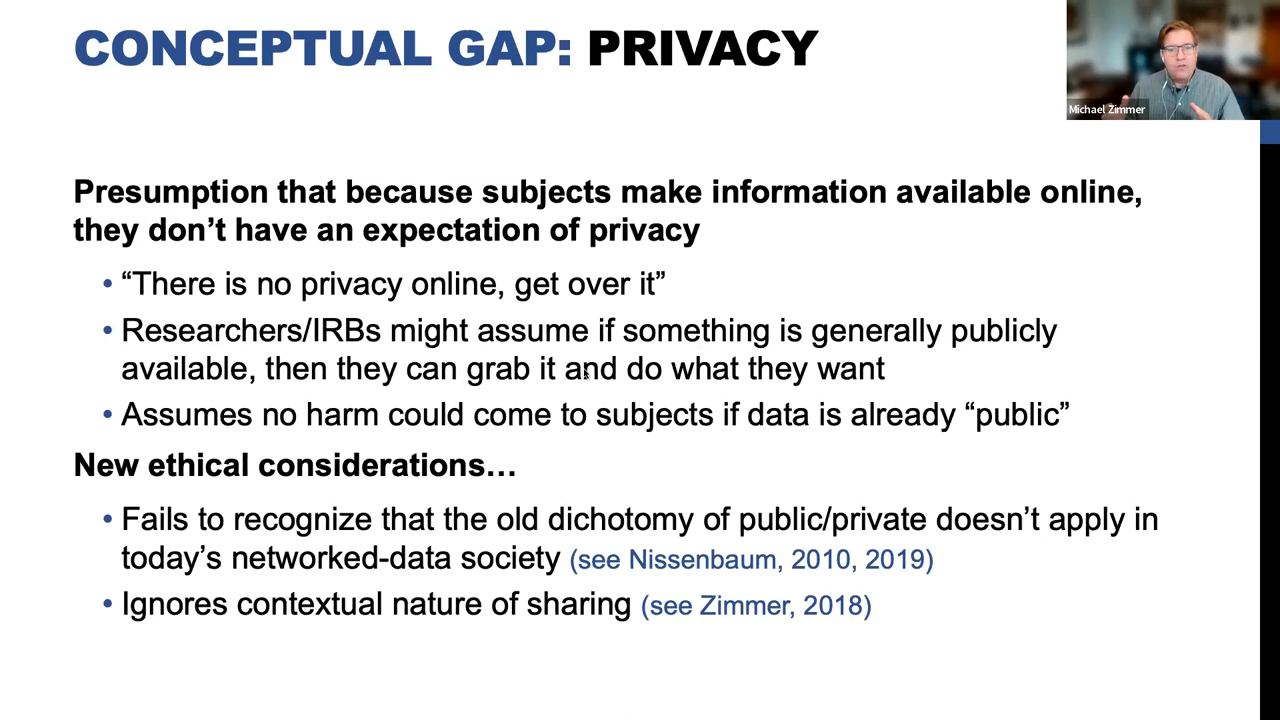 CONCEPTUAL GAP: PRIVACY
Michael Zimmer
Presumption that because subjects make information available online,
they don’t have an expectation of privacy
• “There is no privacy online, get over it”
• Researchers/IRBs might assume if something is generally publicly
available, then they can grab it and do what they want
• Assumes no harm could come to subjects if data is already “public”
New ethical considerations…
• Fails to recognize that the old dichotomy of public/private doesn’t apply in
today’s networked-data society (see Nissenbaum, 2010, 2019)
• Ignores contextual nature of sharing (see Zimmer, 2018)